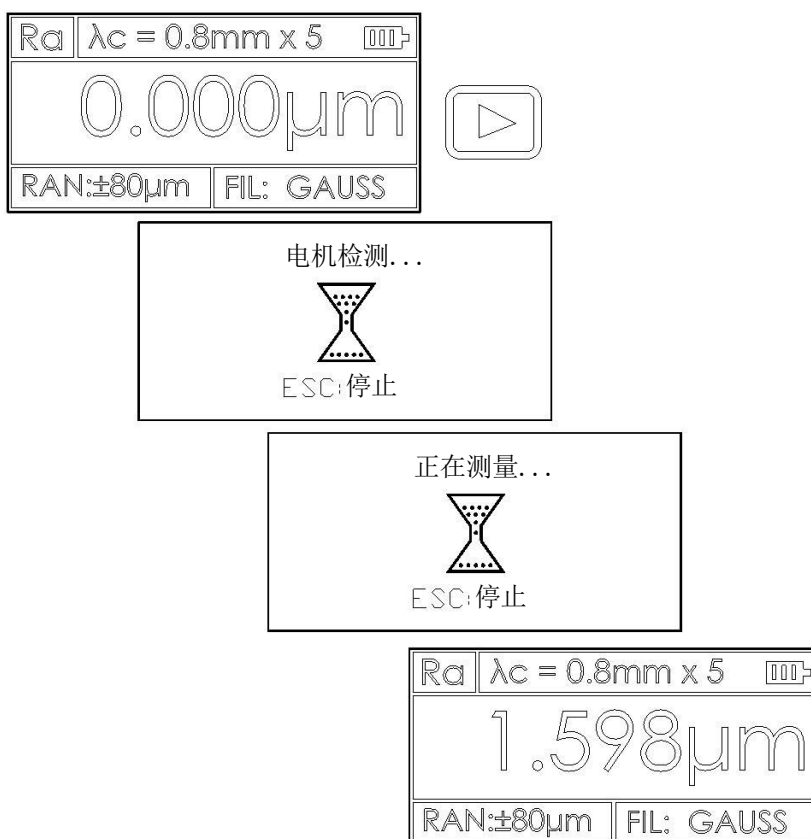 Ra λc = 0.8mm x 5
0.000μm
RAN:±80μm FIL: GAUSS
电机检测...
ESC:停止
正在测量...
ESC:停止
Ra λc = 0.8mm x 5
1.598μm
RAN:±80μm FIL: GAUSS